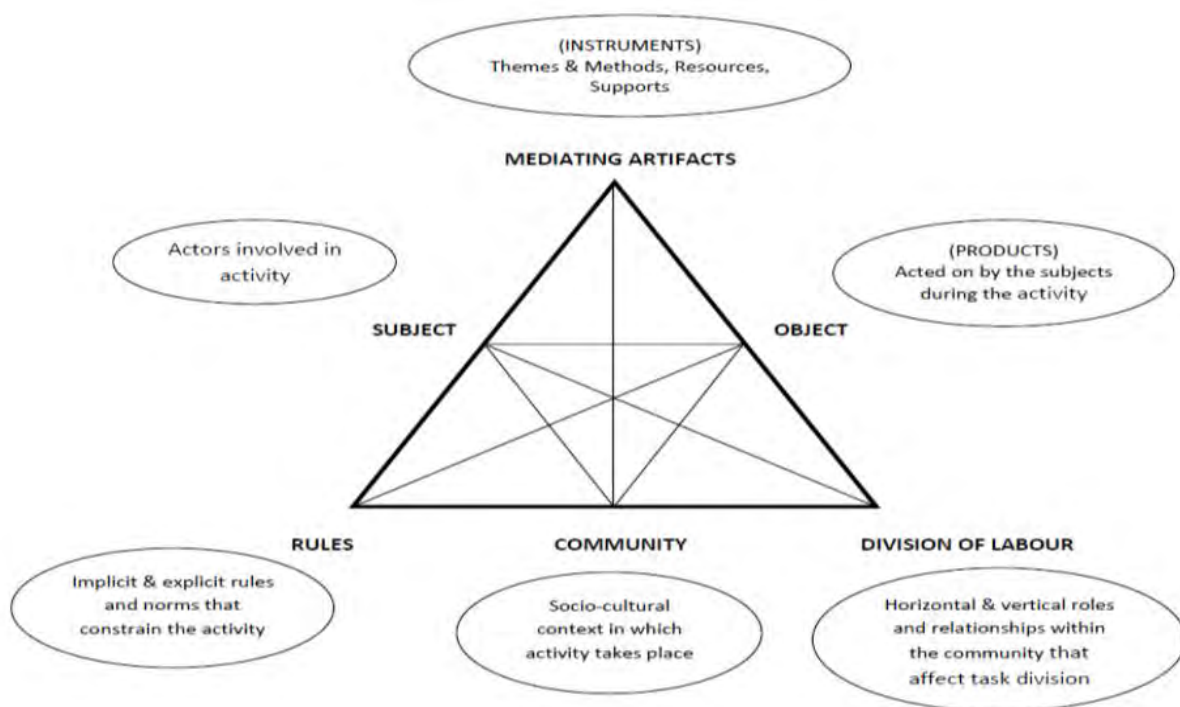 (INSTRUMENTS)
Themes & Methods, Resources,
Supports
MEDIATING ARTIFACTS
Actors involved in
activity
(PRODUCTS)
Acted on by the subjects
during the activity
SUBJECT
OBJECT
RULES
COMMUNITY
DIVISION OF LABOUR
Implicit & explicit rules
and norms that
constrain the activity
Socio-cultural
context in which
activity takes place
Horizontal & vertical roles
and relationships within
the community that
affect task division